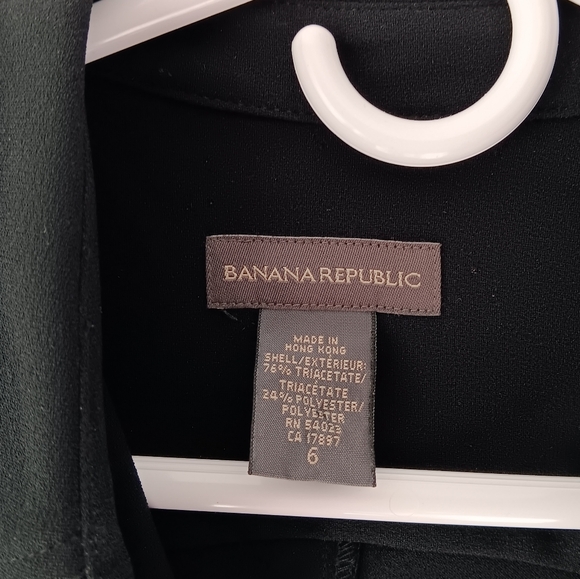 BANANA REPUBLIC
MADE IN
HONG KONG
SHELL/EXTÉRIEUR:
76% TRIACETATE/
TRIACÉTATE
24% POLYESTER/
POLYESTER
RN 54023
CA 17897
6